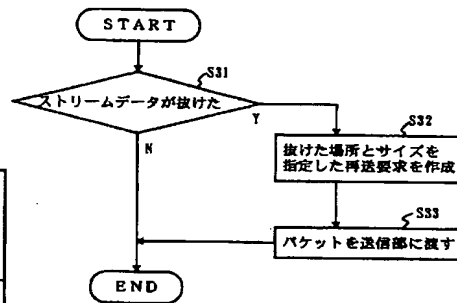 START
S31
ストリームデータが抜けた
Y
N
S32
抜けた場所とサイズを
指定した再送要求を作成
S33
パケットを送信部に渡す
END